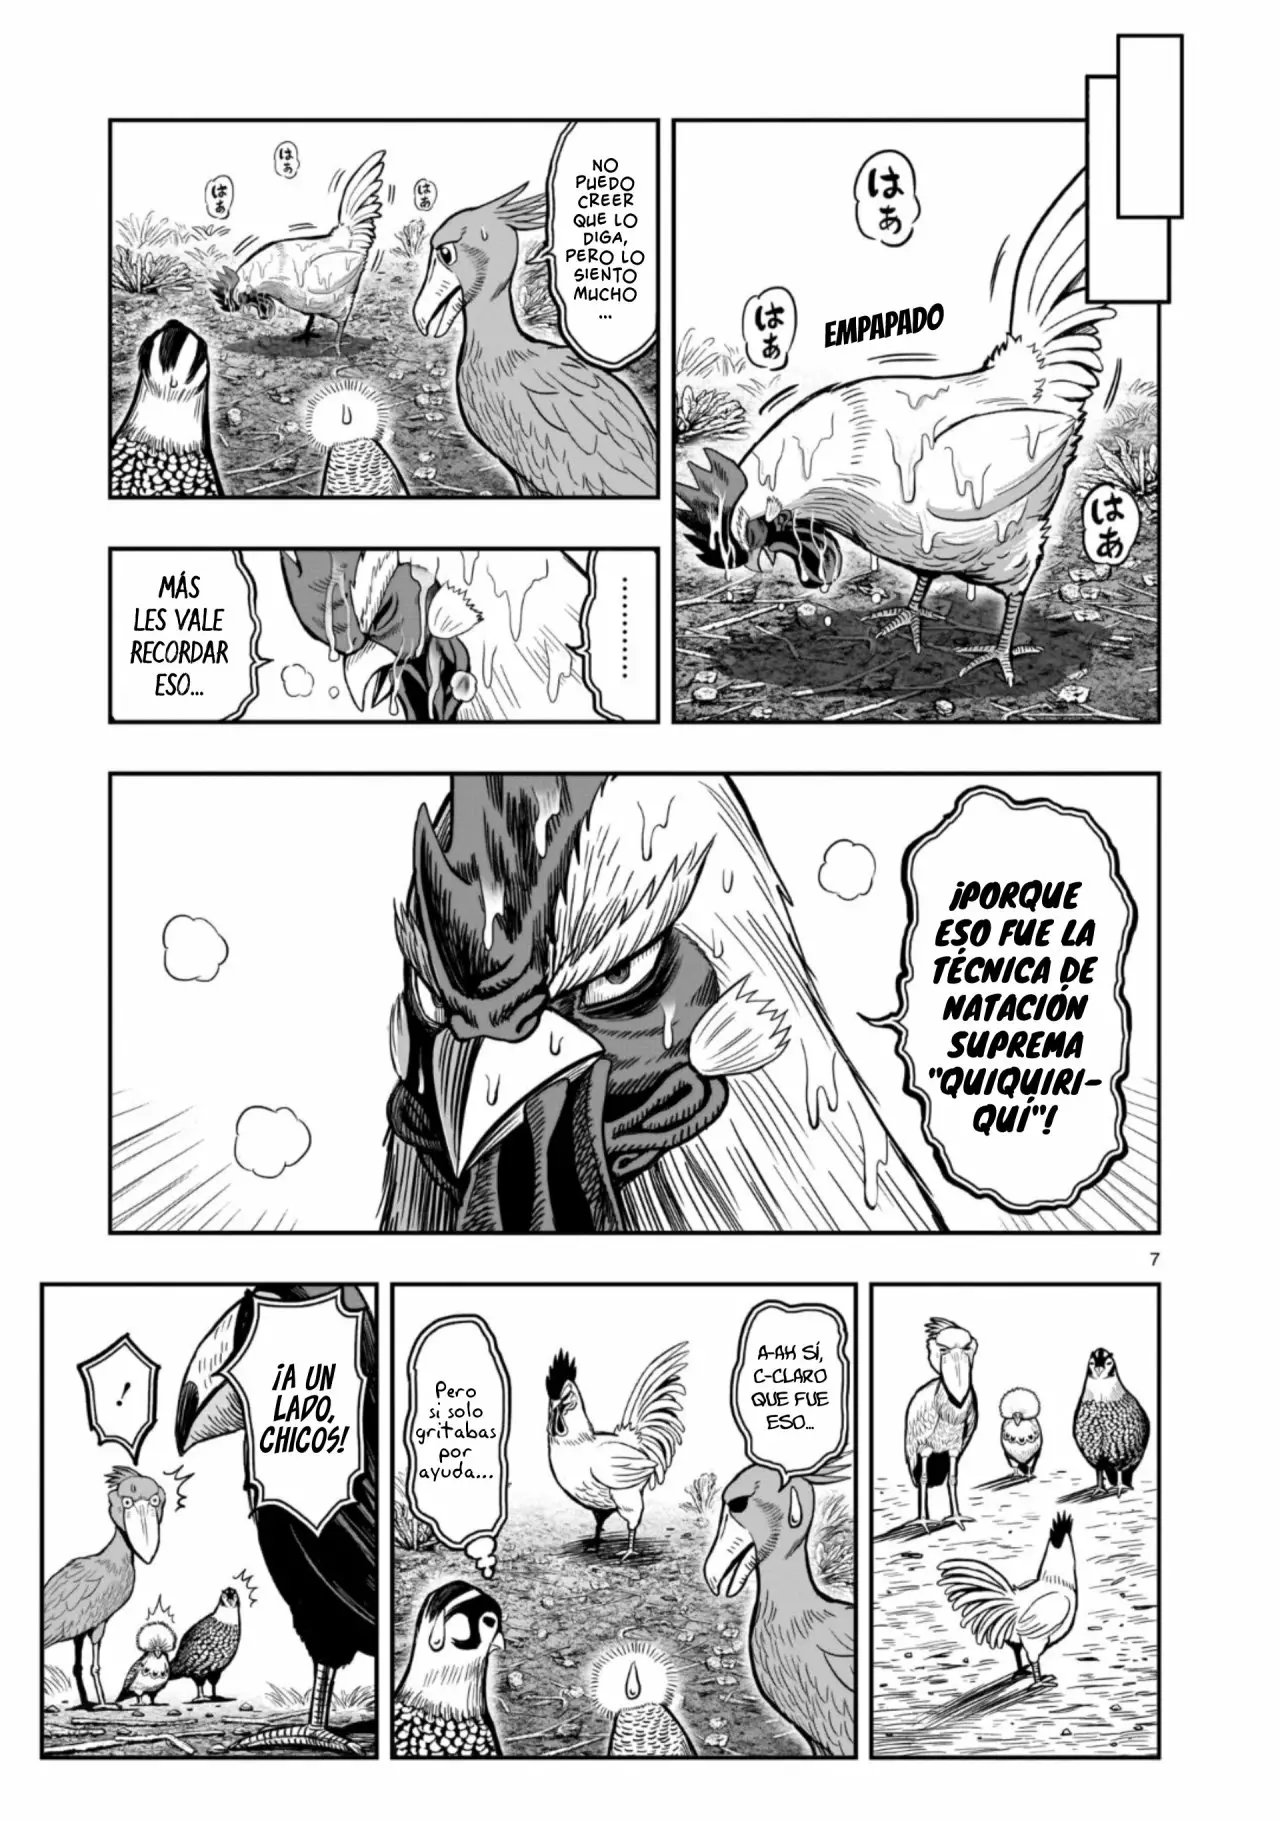 はぁ
はぁ
EMPAPADO
はぁ
はぁ
はぁ
はぁ
NO
PUEDO
CREER
QUE LO
DIGA,
PERO LO
SIENTO
MUCHO
...
.........
MÁS
LES VALE
RECORDAR
ESO...
¡PORQUE
ESO FUE LA
TÉCNICA DE
NATACIÓN
SUPREMA
"QUIQUIRI-
QUÍ"!
7
A-AH SÍ,
C-CLARO
QUE FUE
ESO...
Pero
si solo
gritabas
por
ayuda...
¡A UN
LADO,
CHICOS!
!